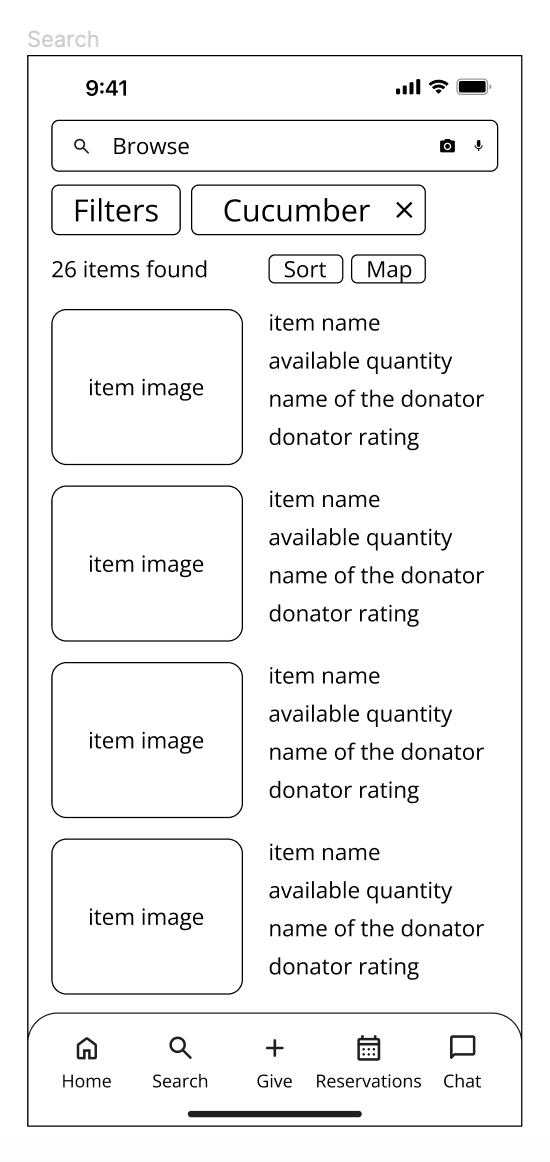 Search
9:41
Browse
Filters
Cucumber
26 items found
Sort
Map
item image
item name
available quantity
name of the donator
donator rating
item image
item name
available quantity
name of the donator
donator rating
item image
item name
available quantity
name of the donator
donator rating
item image
item name
available quantity
name of the donator
donator rating
Home
Search
Give
Reservations
Chat